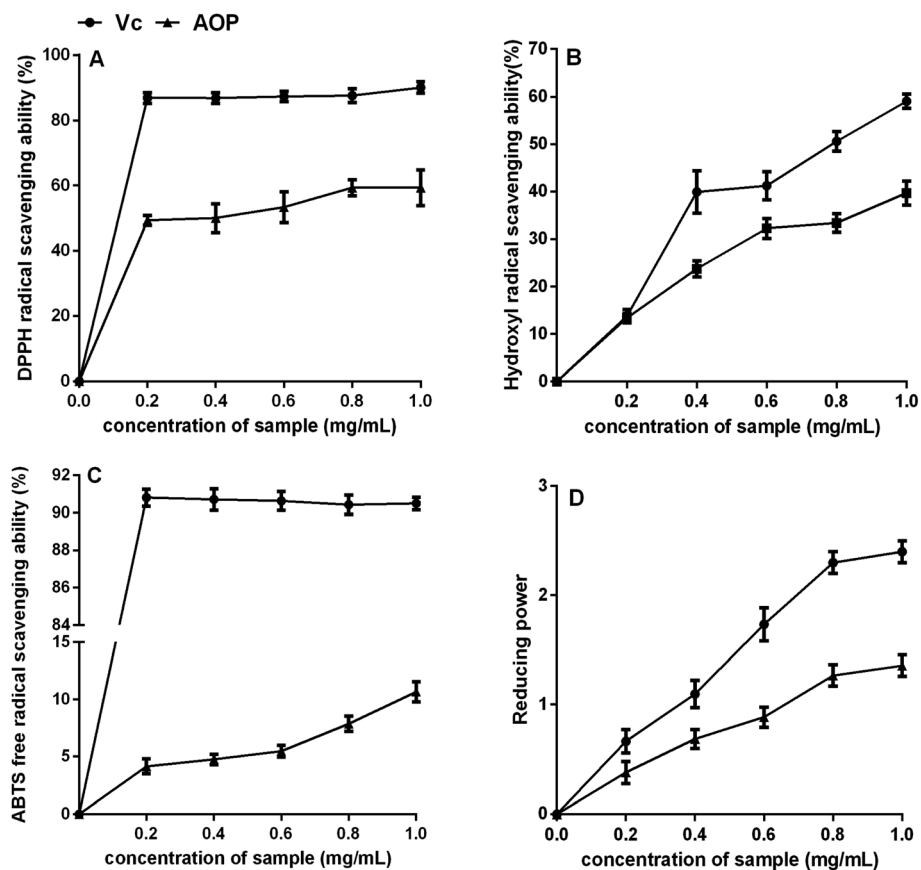 Vc AOP
A
DPPH radical scavenging ability (%)
100
80
60
40
20
0
0.0 0.2 0.4 0.6 0.8 1.0
concentration of sample (mg/mL)
B
Hydroxyl radical scavenging ability(%)
70
60
50
40
30
20
10
0
0.2 0.4 0.6 0.8 1.0
concentration of sample (mg/mL)
C
ABTS free radical scavenging ability (%)
92
90
88
86
84
15
10
5
0
0.2 0.4 0.6 0.8 1.0
concentration of sample (mg/mL)
D
Reducing power
3
2
1
0
0.0 0.2 0.4 0.6 0.8 1.0
concentration of sample (mg/mL)